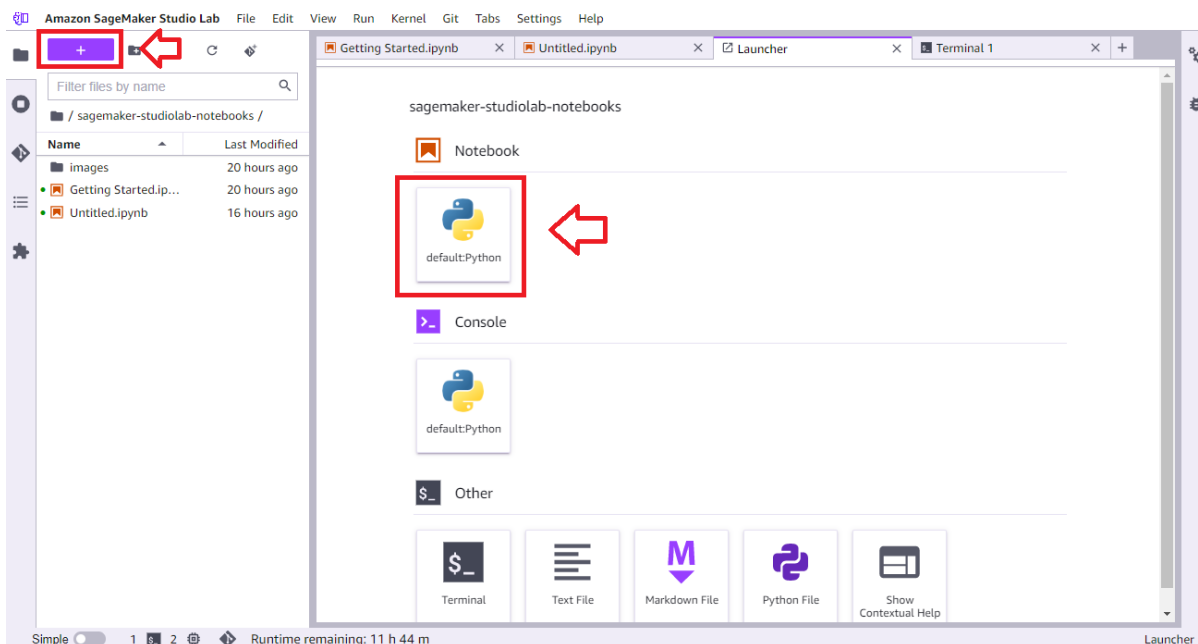 Amazon SageMaker Studio Lab File Edit View Run Kernel Git Tabs Settings Help
+
Getting Started.ipynb
Untitled.ipynb
Launcher
Terminal 1
+
Filter files by name
/ sagemaker-studiolab-notebooks /
Name Last Modified
images 20 hours ago
Getting Started.ip... 20 hours ago
Untitled.ipynb 16 hours ago
sagemaker-studiolab-notebooks
Notebook
default:Python
Console
default:Python
$_ Other
$_
M
Terminal
Text File
Markdown File
Python File
Show
Contextual Help
Simple 1 $_ 2 Runtime remaining: 11 h 44 m Launcher